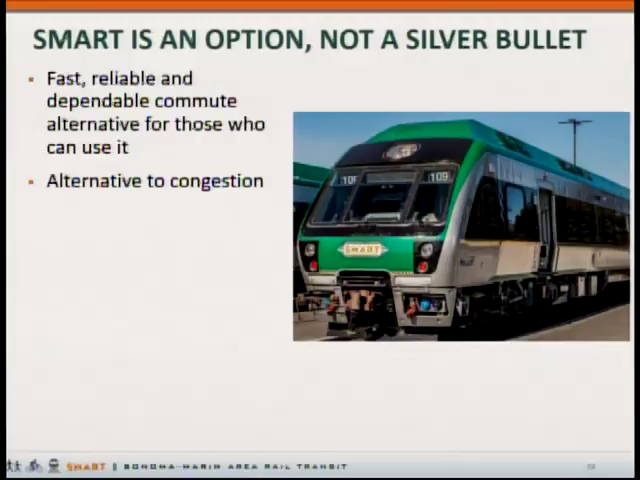 SMART IS AN OPTION, NOT A SILVER BULLET
▪ Fast, reliable and
dependable commute
alternative for those who
can use it
▪ Alternative to congestion
109
SMART
SMART | SONOMA-MARIN AREA RAIL TRANSIT